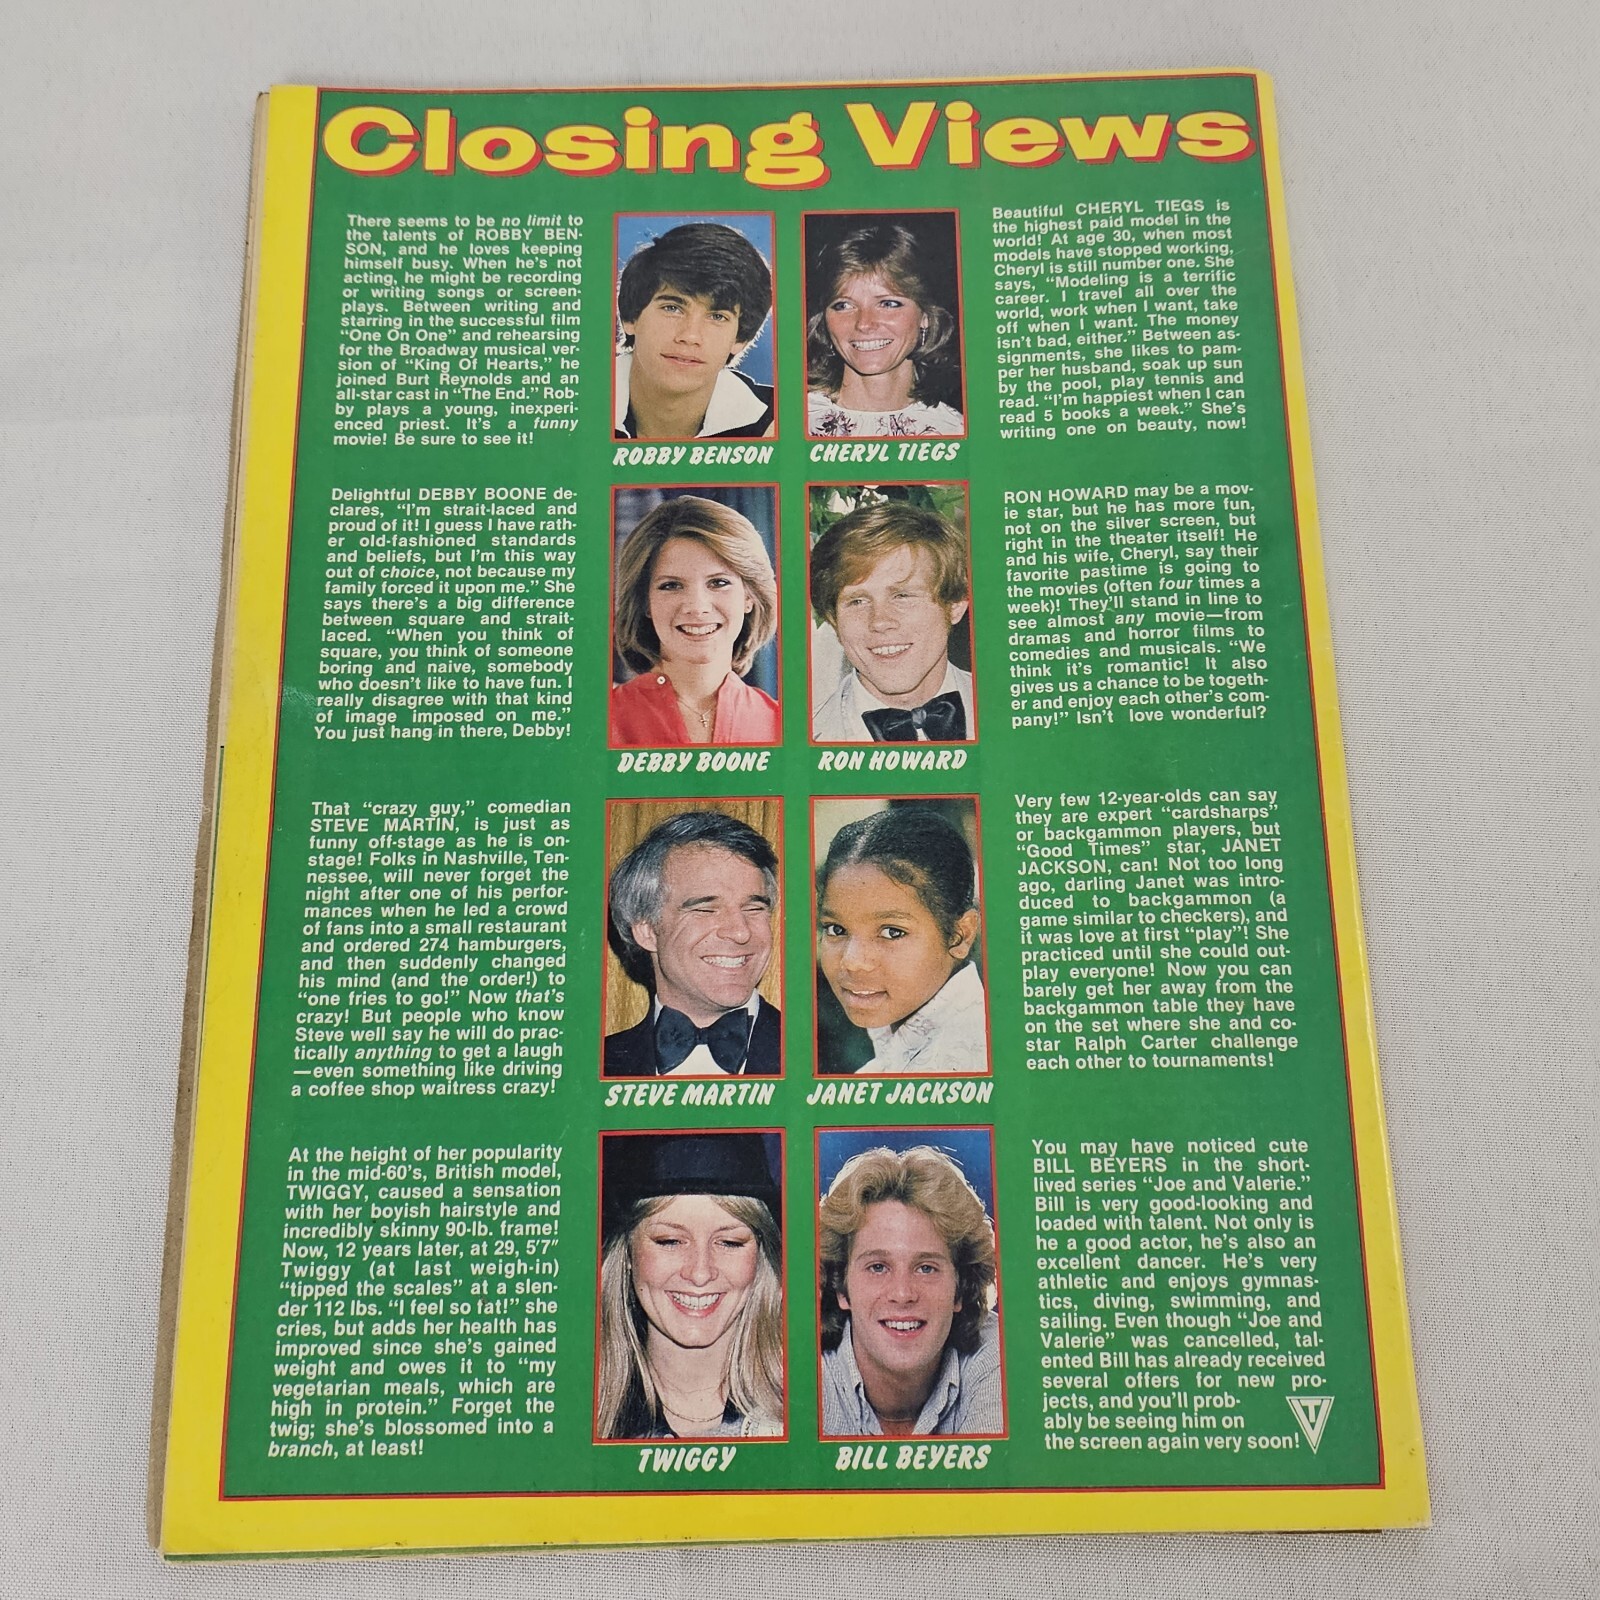 Closing Views
There seems to be no limit to
the talents of ROBBY BEN-
SON, and he loves keeping
himself busy. When he's not
acting, he might be recording
or writing songs or screen-
plays. Between writing and
starring in the successful film
"One On One" and rehearsing
for the Broadway musical ver-
sion of "King Of Hearts," he
joined Burt Reynolds and an
all-star cast in "The End." Rob-
by plays a young, inexperi-
enced priest. It's a funny
movie! Be sure to see it!
ROBBY BENSON
CHERYL TIEGS
Beautiful CHERYL TIEGS is
the highest paid model in the
world! At age 30, when most
models have stopped working,
Cheryl is still number one. She
says, "Modeling is a terrific
career. I travel all over the
world, work when I want, take
off when I want. The money
isn't bad, either." Between as-
signments, she likes to pam-
per her husband, soak up sun
by the pool, play tennis and
read. "I'm happiest when I can
read 5 books a week." She's
writing one on beauty, now!
Delightful DEBBY BOONE de-
clares, "I'm strait-laced and
proud of it! I guess I have rath-
er old-fashioned standards
and beliefs, but I'm this way
out of choice, not because my
family forced it upon me." She
says there's a big difference
between square and strait-
laced. "When you think of
square, you think of someone
boring and naive, somebody
who doesn't like to have fun. I
really disagree with that kind
of image imposed on me."
You just hang in there, Debby!
DEBBY BOONE
RON HOWARD
RON HOWARD may be a mov-
ie star, but he has more fun,
not on the silver screen, but
right in the theater itself! He
and his wife, Cheryl, say their
favorite pastime is going to
the movies (often four times a
week)! They'll stand in line to
see almost any movie—from
dramas and horror films to
comedies and musicals. "We
think it's romantic! It also
gives us a chance to be togeth-
er and enjoy each other's com-
pany!" Isn't love wonderful?
That "crazy guy," comedian
STEVE MARTIN, is just as
funny off-stage as he is on-
stage! Folks in Nashville, Ten-
nessee, will never forget the
night after one of his perfor-
mances when he led a crowd
of fans into a small restaurant
and ordered 274 hamburgers,
and then suddenly changed
his mind (and the order!) to
"one fries to go!" Now that's
crazy! But people who know
Steve well say he will do prac-
tically anything to get a laugh
—even something like driving
a coffee shop waitress crazy!
STEVE MARTIN
JANET JACKSON
Very few 12-year-olds can say
they are expert "cardsharps"
or backgammon players, but
"Good Times" star, JANET
JACKSON, can! Not too long
ago, darling Janet was intro-
duced to backgammon (a
game similar to checkers), and
it was love at first "play"! She
practiced until she could out-
play everyone! Now you can
barely get her away from the
backgammon table they have
on the set where she and co-
star Ralph Carter challenge
each other to tournaments!
At the height of her popularity
in the mid-60's, British model,
TWIGGY, caused a sensation
with her boyish hairstyle and
incredibly skinny 90-lb. frame!
Now, 12 years later, at 29, 5'7"
Twiggy (at last weigh-in)
"tipped the scales" at a slen-
der 112 lbs. "I feel so fat!" she
cries, but adds her health has
improved since she's gained
weight and owes it to "my
vegetarian meals, which are
high in protein." Forget the
twig; she's blossomed into a
branch, at least!
TWIGGY
BILL BEYERS
You may have noticed cute
BILL BEYERS in the short-
lived series "Joe and Valerie."
Bill is very good-looking and
loaded with talent. Not only is
he a good actor, he's also an
excellent dancer. He's very
athletic and enjoys gymnas-
tics, diving, swimming, and
sailing. Even though "Joe and
Valerie" was cancelled, tal-
ented Bill has already received
several offers for new pro-
jects, and you'll prob-
ably be seeing him on
the screen again very soon!
TV